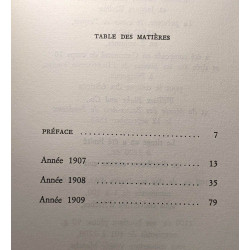 TABLE DES MATIÈRES
PRÉFACE ........................... 7
Année 1907 ........................... 13
Année 1908 ........................... 35
Année 1909 ........................... 79